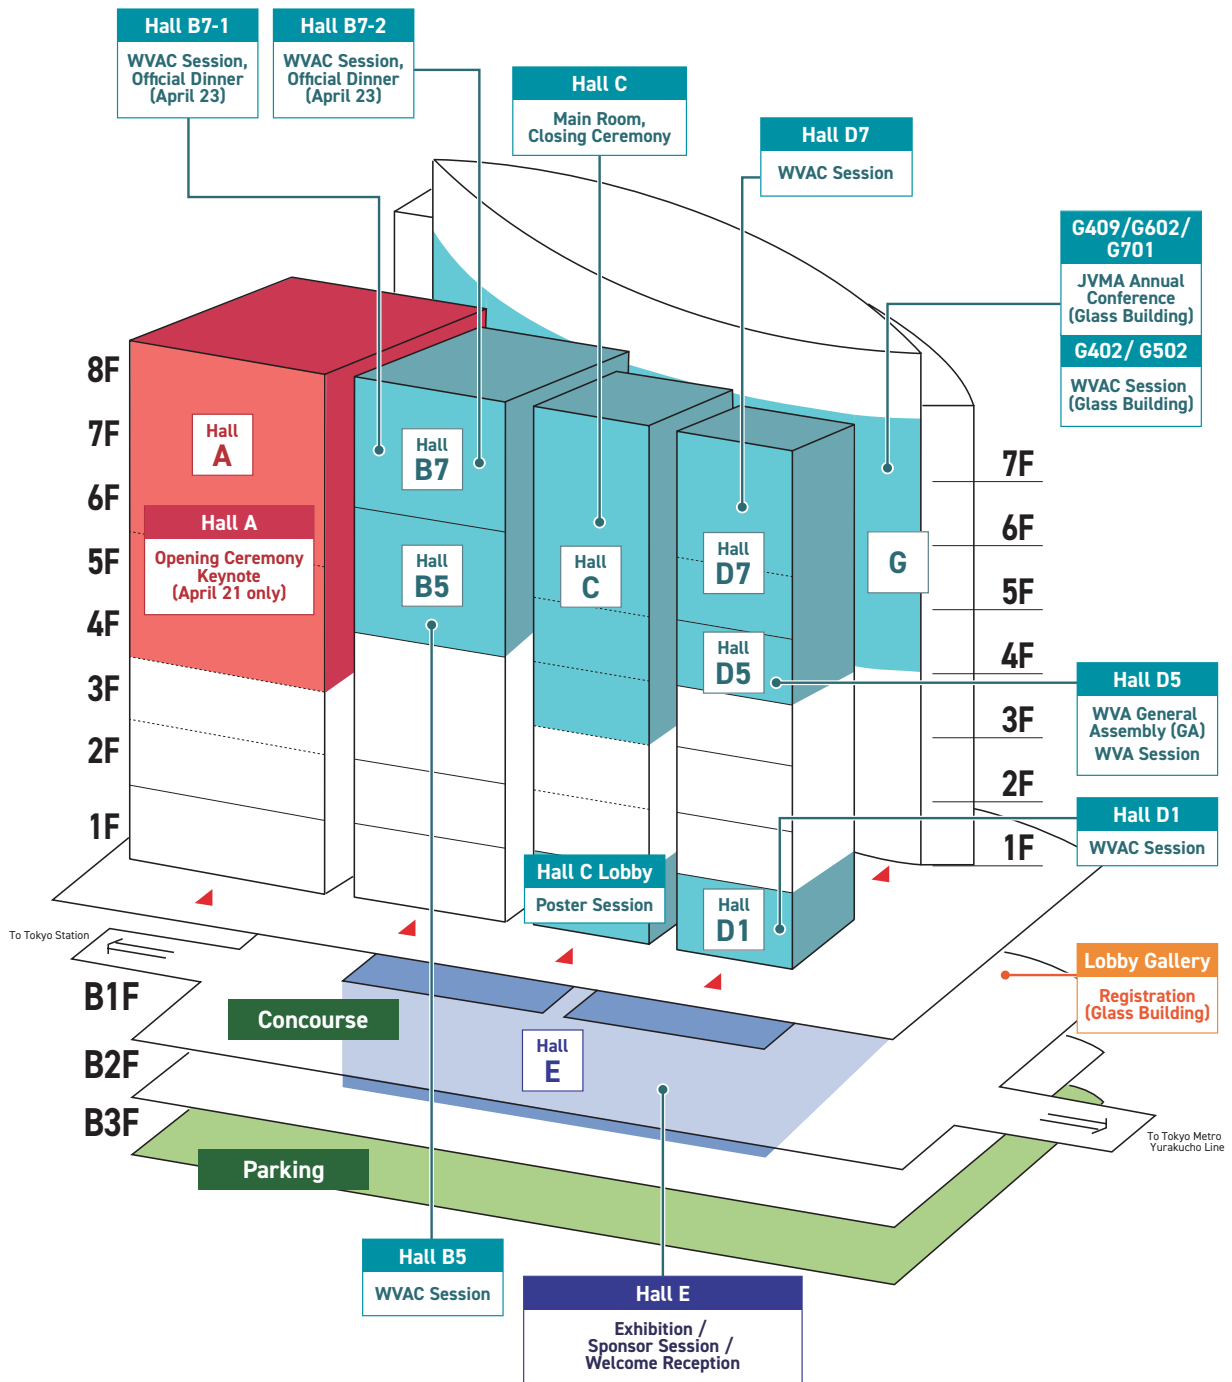 Hall B7-1
WVAC Session,
Official Dinner
(April 23)
Hall B7-2
WVAC Session,
Official Dinner
(April 23)
Hall C
Main Room,
Closing Ceremony
Hall D7
WVAC Session
G409/G602/
G701
JVMA Annual
Conference
(Glass Building)
G402/ G502
WVAC Session
(Glass Building)
8F
7F
6F
5F
4F
3F
2F
1F
Hall
A
Hall A
Opening Ceremony
Keynote
(April 21 only)
Hall
B7
Hall
B5
Hall
C
Hall
D7
Hall
D5
G
7F
6F
5F
4F
3F
2F
1F
Hall D5
WVA General
Assembly (GA)
WVA Session
Hall D1
WVAC Session
Hall C Lobby
Poster Session
Hall
D1
To Tokyo Station
Lobby Gallery
Registration
(Glass Building)
B1F
Concourse
Hall
E
B2F
B3F
Parking
To Tokyo Metro
Yurakucho Line
Hall B5
WVAC Session
Hall E
Exhibition /
Sponsor Session /
Welcome Reception